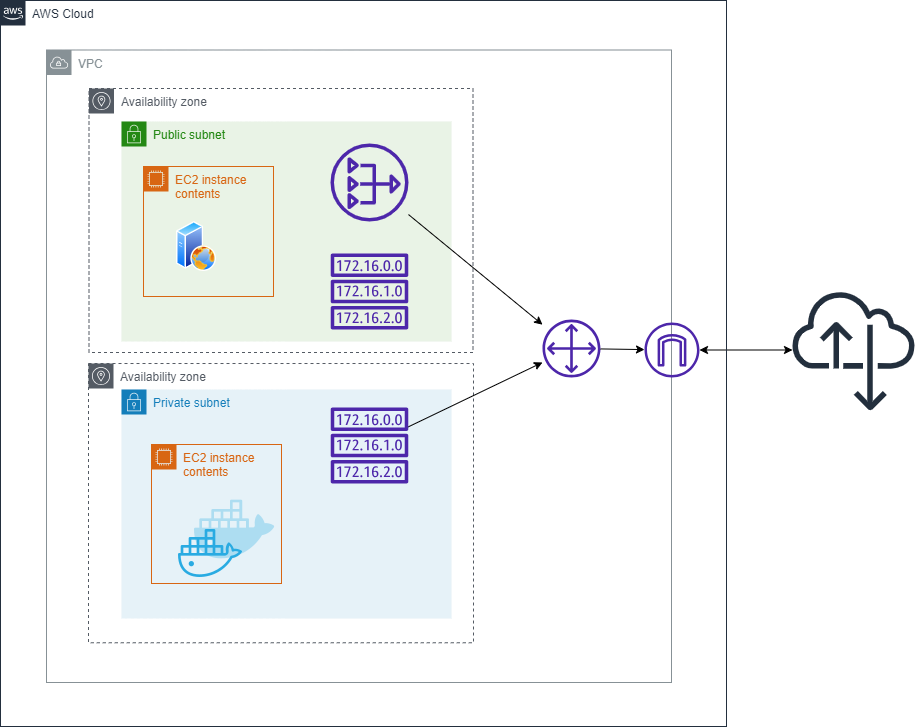 aws
AWS Cloud
VPC
Availability zone
Public subnet
EC2 instance
contents
172.16.0.0
172.16.1.0
172.16.2.0
Availability zone
Private subnet
172.16.0.0
172.16.1.0
172.16.2.0
EC2 instance
contents